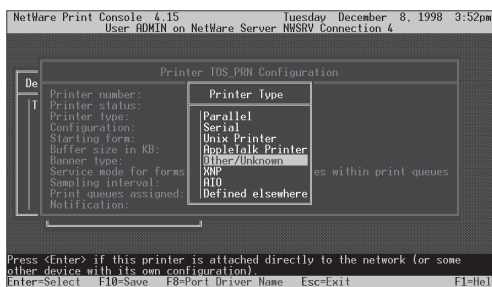 NetWare Print Console 4.15 Tuesday December 8, 1998 3:52pm
User ADMIN on NetWare Server NWSRV Connection 4
Printer TOS_PRN Configuration
De
T
Printer number:
Printer status:
Printer type:
Configuration:
Starting form:
Buffer size in KB:
Banner type:
Service mode for forms es within print queues
Sampling interval:
Print queues assigned:
Notification:
Printer Type
Parallel
Serial
Unix Printer
AppleTalk Printer
Other/Unknown
XNP
AIO
Defined elsewhere
Press <Enter> if this printer is attached directly to the network (or some
other device with its own configuration).
Enter=Select F10=Save F8=Port Driver Name Esc=Exit F1=Hel